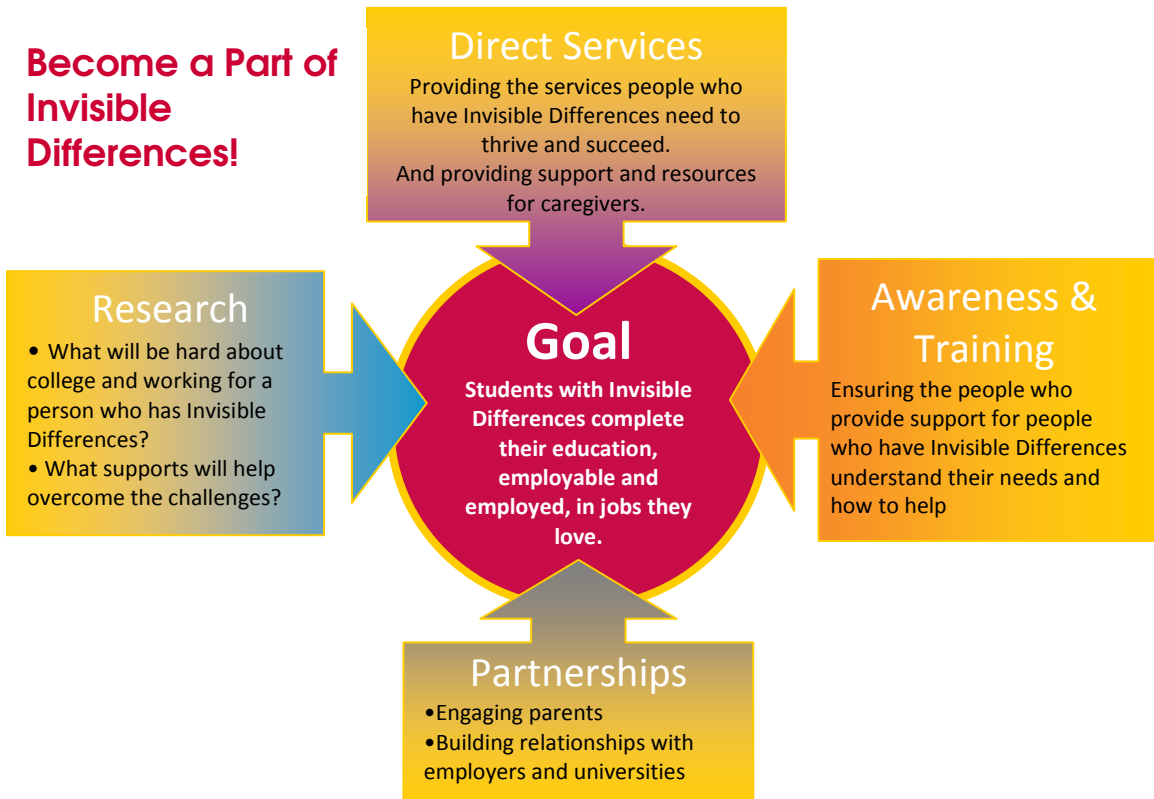 Become a Part of
Invisible
Differences!
Direct Services
Providing the services people who
have Invisible Differences need to
thrive and succeed.
And providing support and resources
for caregivers.
Research
• What will be hard about
college and working for a
person who has Invisible
Differences?
• What supports will help
overcome the challenges?
Goal
Students with Invisible
Differences complete
their education,
employable and
employed, in jobs they
love.
Awareness &
Training
Ensuring the people who
provide support for people
who have Invisible Differences
understand their needs and
how to help
Partnerships
•Engaging parents
•Building relationships with
employers and universities